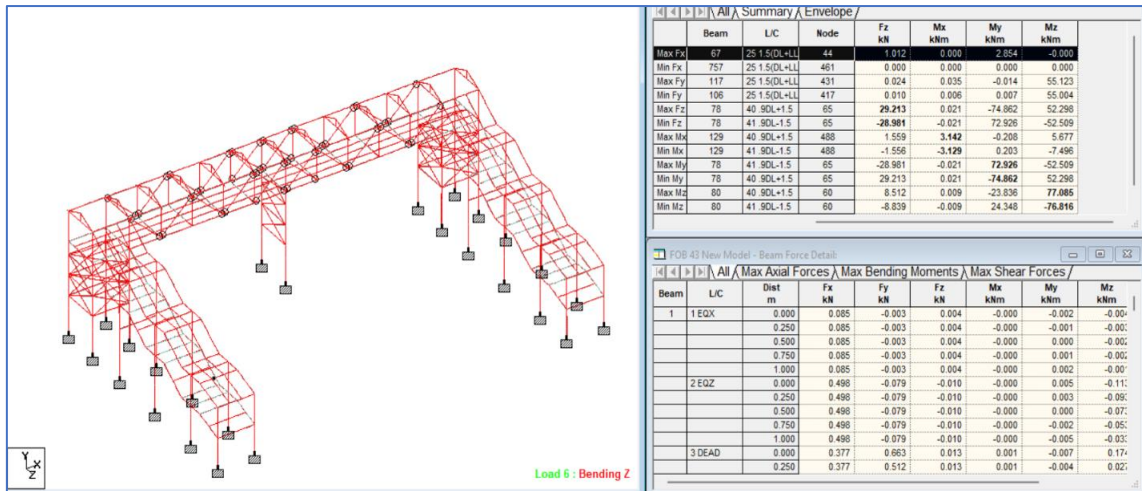 All Summary Envelope
Beam L/C Node Fz kN Mx kNm My kNm Mz kNm
Max Fx 67 25 1.5(DL+LL 44 1.012 0.000 2.854 -0.000
Min Fx 757 25 1.5(DL+LL 461 0.000 0.000 0.000 0.000
Max Fy 117 25 1.5(DL+LL 431 0.024 0.035 -0.014 55.123
Min Fy 106 25 1.5(DL+LL 417 0.010 0.006 0.007 55.004
Max Fz 78 40 .9DL+1.5 65 29.213 0.021 -74.862 52.298
Min Fz 78 41 .9DL-1.5 65 -28.981 -0.021 72.926 -52.509
Max Mx 129 40 .9DL+1.5 488 1.559 3.142 -0.208 5.677
Min Mx 129 41 .9DL-1.5 488 -1.556 -3.129 0.203 -7.496
Max My 78 41 .9DL-1.5 65 -28.981 -0.021 72.926 -52.509
Min My 78 40 .9DL+1.5 65 29.213 0.021 -74.862 52.298
Max Mz 80 40 .9DL+1.5 60 8.512 0.009 -23.836 77.085
Min Mz 80 41 .9DL-1.5 60 -8.839 -0.009 24.348 -76.816
FOB 43 New Model - Beam Force Detail:
All Max Axial Forces Max Bending Moments Max Shear Forces
Beam L/C Dist m Fx kN Fy kN Fz kN Mx kNm My kNm Mz kNm
1 1 EQX 0.000 0.085 -0.003 0.004 -0.000 -0.002
0.250 0.085 -0.003 0.004 -0.000 -0.001
0.500 0.085 -0.003 0.004 -0.000 0.000
0.750 0.085 -0.003 0.004 -0.000 0.001
1.000 0.085 -0.003 0.004 -0.000 0.002
2 EQZ 0.000 0.498 -0.079 -0.010 -0.000 0.005
0.250 0.498 -0.079 -0.010 -0.000 0.003
0.500 0.498 -0.079 -0.010 -0.000 0.000
0.750 0.498 -0.079 -0.010 -0.000 -0.002
1.000 0.498 -0.079 -0.010 -0.000 -0.005
3 DEAD 0.000 0.377 0.663 0.013 0.001 -0.007
0.250 0.377 0.512 0.013 0.001 -0.004
Y
X
Z
Load 6 : Bending Z